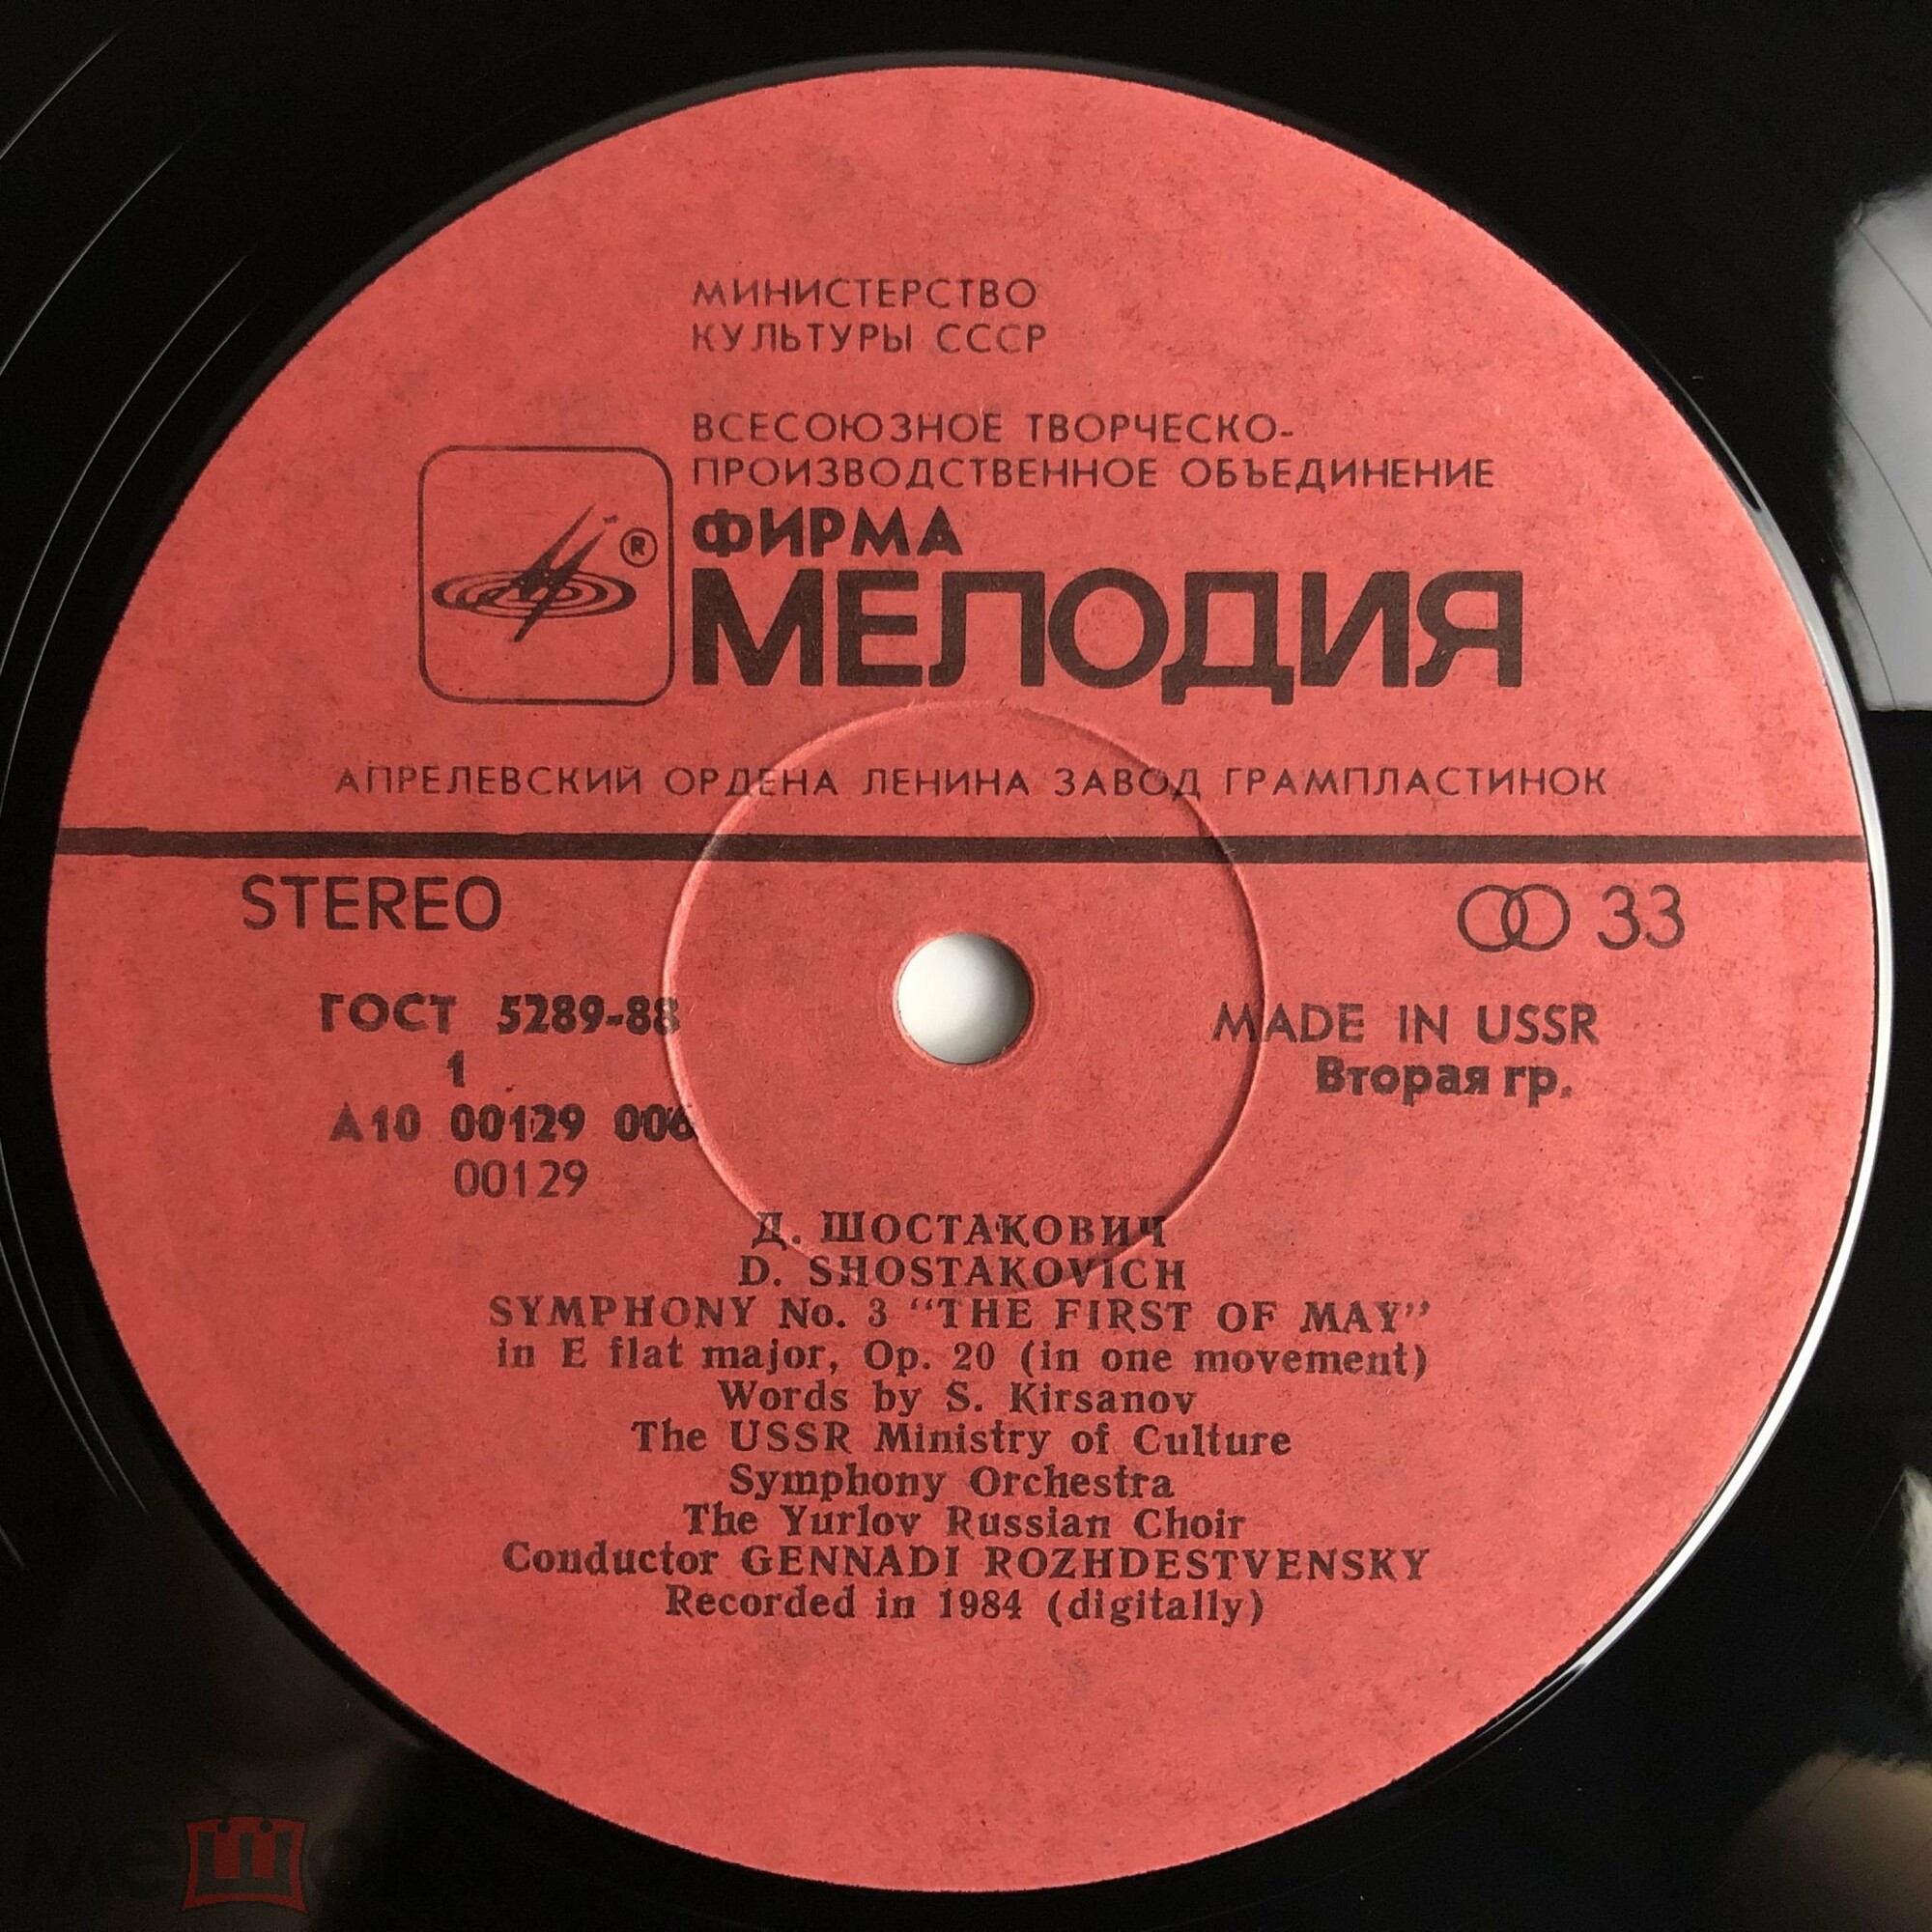 МИНИСТЕРСТВО
КУЛЬТУРЫ СССР
ВСЕСОЮЗНОЕ ТВОРЧЕСКО-
ПРОИЗВОДСТВЕННОЕ ОБЪЕДИНЕНИЕ
ФИРМА
МЕЛОДИЯ
®
АПРЕЛЕВСКИЙ ОРДЕНА ЛЕНИНА ЗАВОД ГРАМПЛАСТИНОК
STEREO
33
ГОСТ 5289-88
MADE IN USSR
1
Вторая гр.
А10 00129 006
00129
Д. ШОСТАКОВИЧ
D. SHOSTAKOVICH
SYMPHONY No. 3 "THE FIRST OF MAY"
in E flat major, Op. 20 (in one movement)
Words by S. Kirsanov
The USSR Ministry of Culture
Symphony Orchestra
The Yurlov Russian Choir
Conductor GENNADI ROZHDESTVENSKY
Recorded in 1984 (digitally)